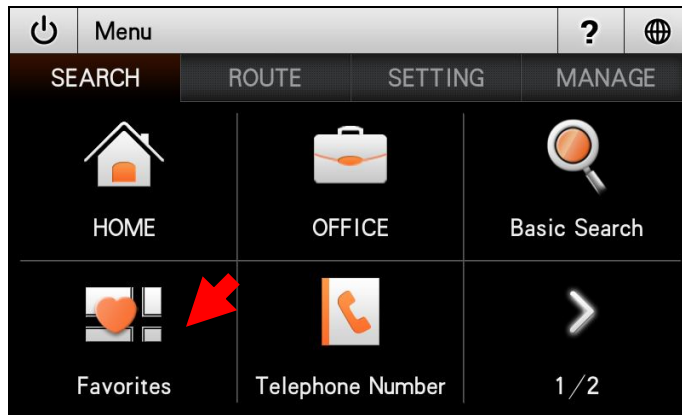 Menu ?
SEARCH ROUTE SETTING MANAGE
HOME OFFICE Basic Search
Favorites Telephone Number 1/2